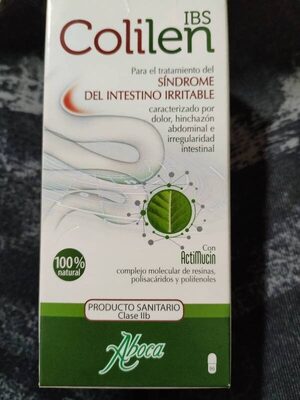 IBS
Colilen
Para el tratamiento del
SÍNDROME
DEL INTESTINO IRRITABLE
caracterizado por
dolor, hinchazón
abdominal e
irregularidad
intestinal
100%
natural
Con
ActiMucin
complejo molecular de resinas,
polisacáridos y polifenoles
PRODUCTO SANITARIO
Clase IIb
Aboca